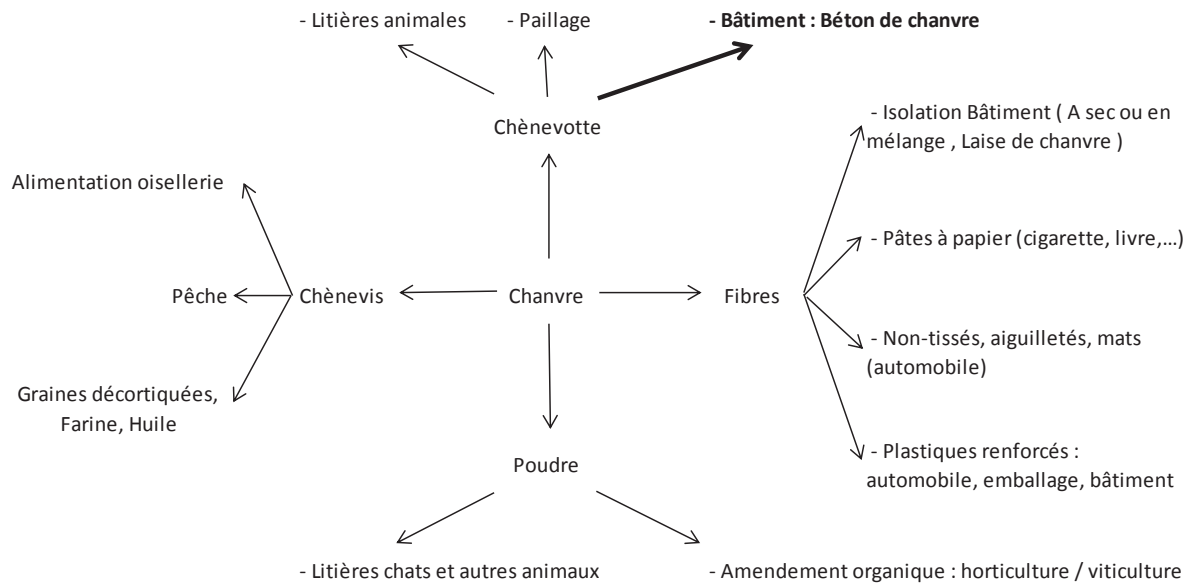 - Litières animales
- Paillage
- Bâtiment : Béton de chanvre
Chènevotte
- Isolation Bâtiment ( A sec ou en
mélange , Laise de chanvre )
Alimentation oisellerie
- Pâtes à papier (cigarette, livre,...)
Pêche
Chènevis
Chanvre
Fibres
- Non-tissés, aiguilletés, mats
(automobile)
Graines décortiquées,
Farine, Huile
Poudre
- Plastiques renforcés :
automobile, emballage, bâtiment
- Litières chats et autres animaux
- Amendement organique : horticulture / viticulture